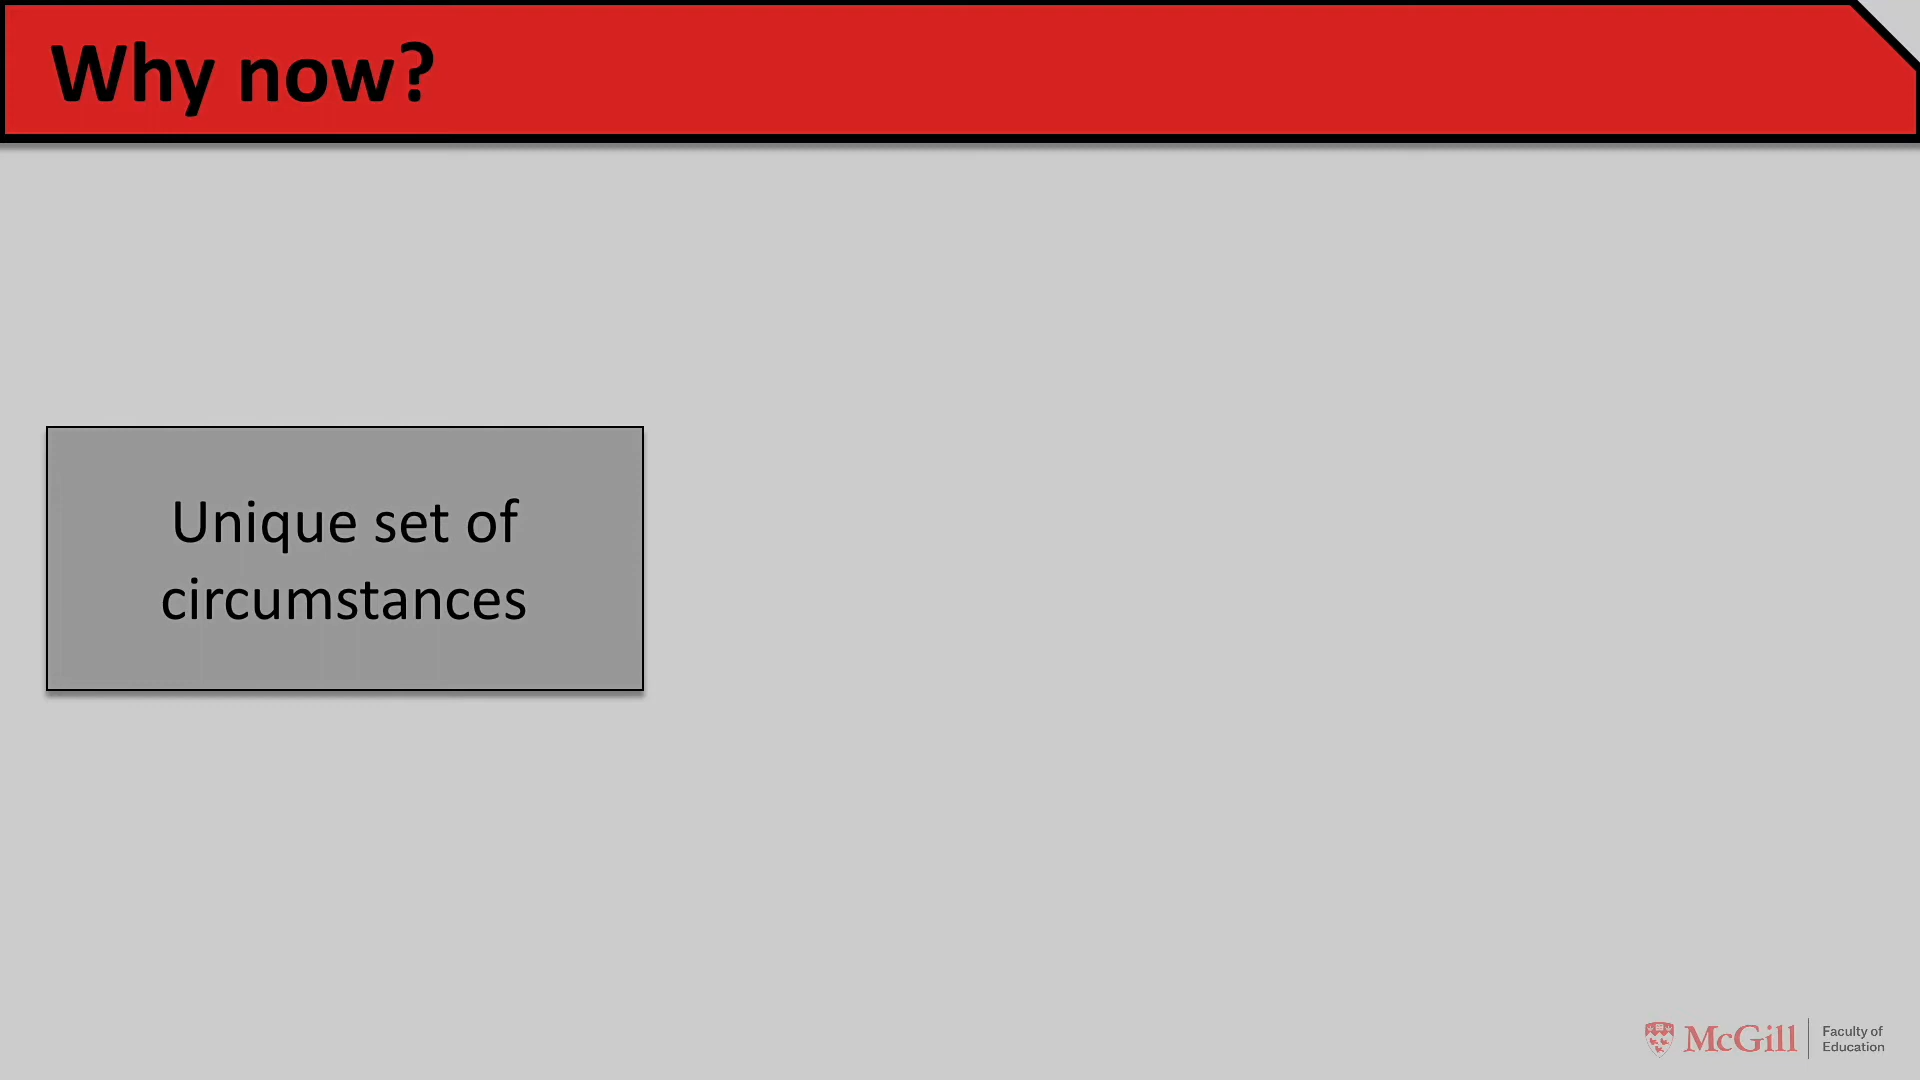 Why now?
Unique set of
circumstances
McGill
Faculty of
Education